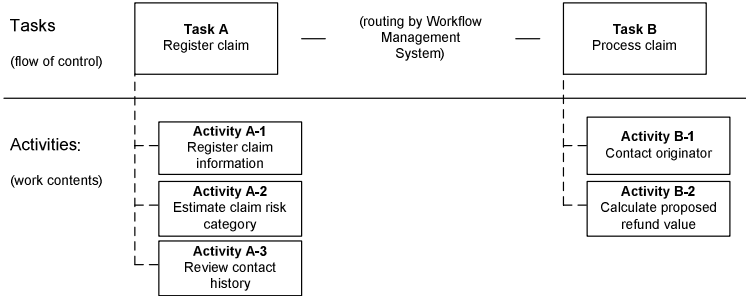 Tasks
(flow of control)
Task A
Register claim
(routing by Workflow
Management
System)
Task B
Process claim
Activities:
(work contents)
Activity A-1
Register claim
information
Activity A-2
Estimate claim risk
category
Activity A-3
Review contact
history
Activity B-1
Contact originator
Activity B-2
Calculate proposed
refund value